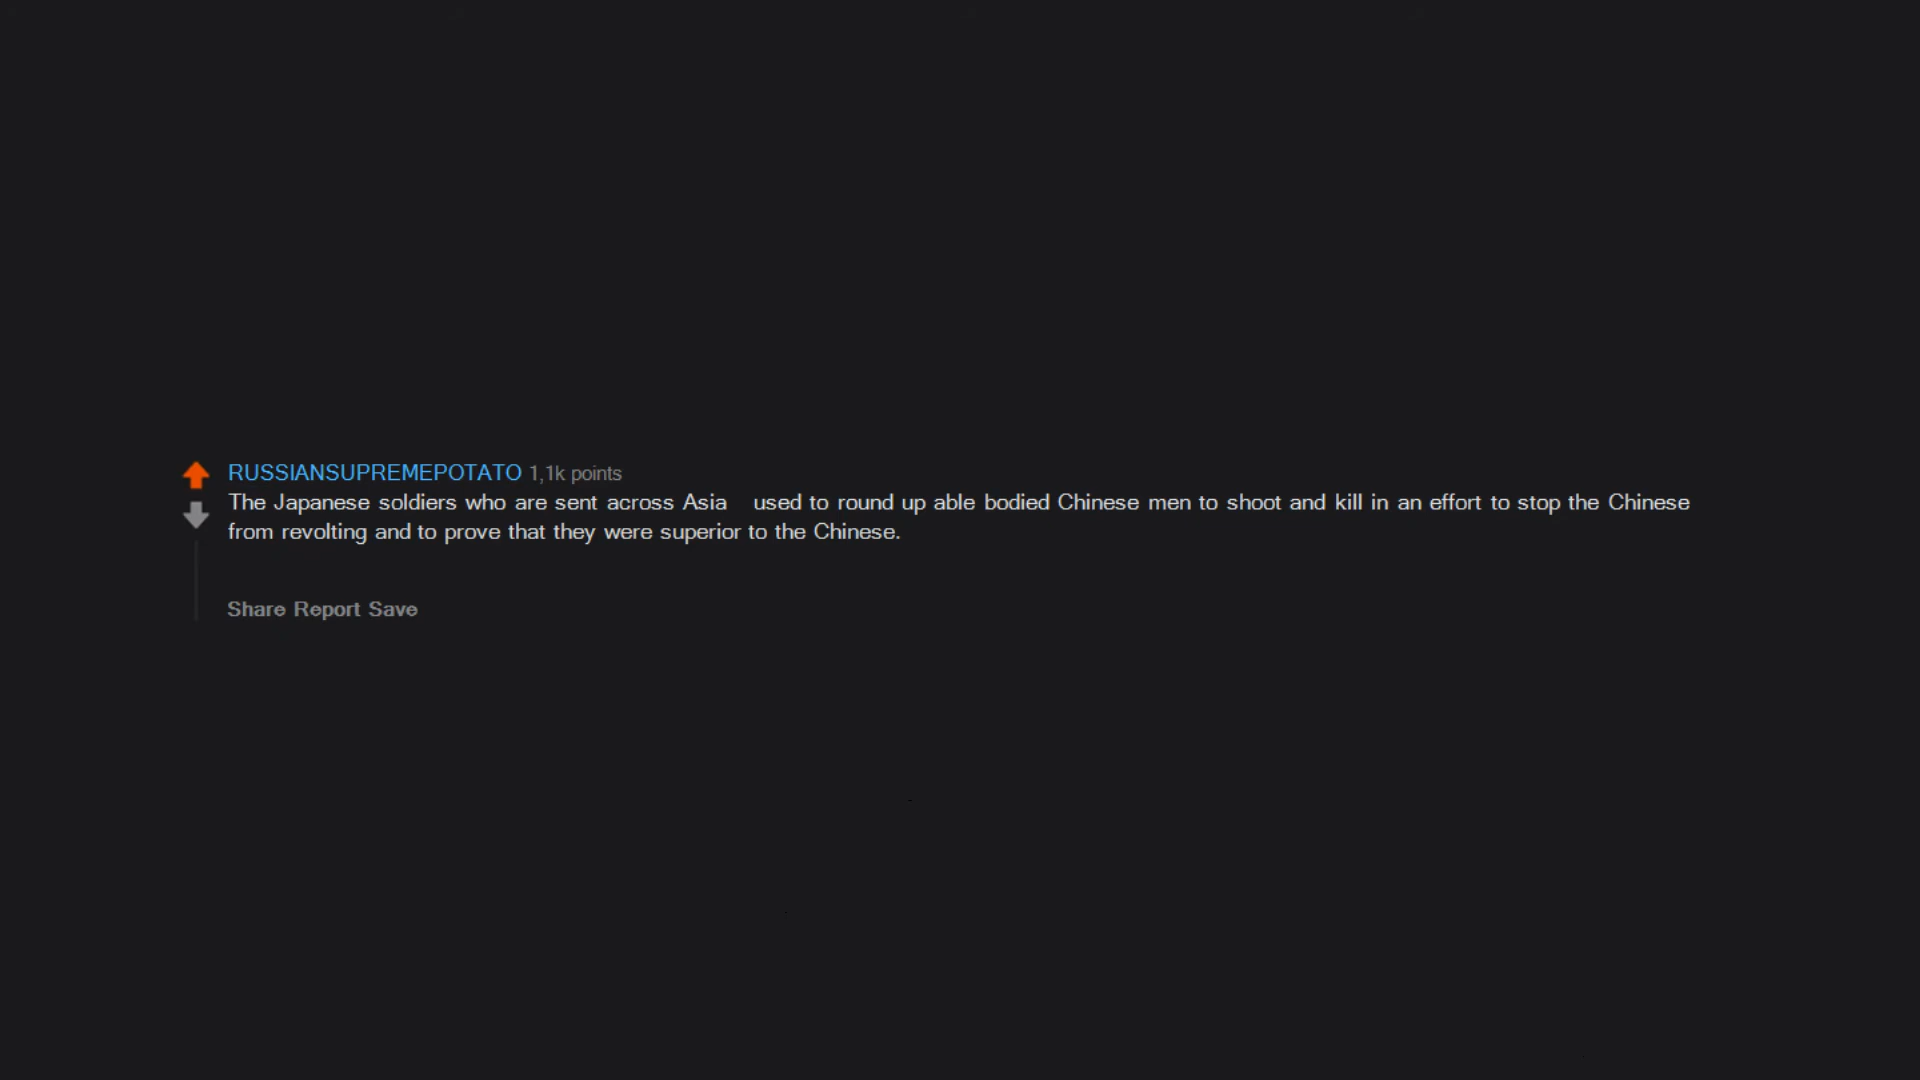 RUSSIANSUPREMEPOTATO 1,1k points
The Japanese soldiers who are sent across Asia used to round up able bodied Chinese men to shoot and kill in an effort to stop the Chinese
from revolting and to prove that they were superior to the Chinese.
Share Report Save